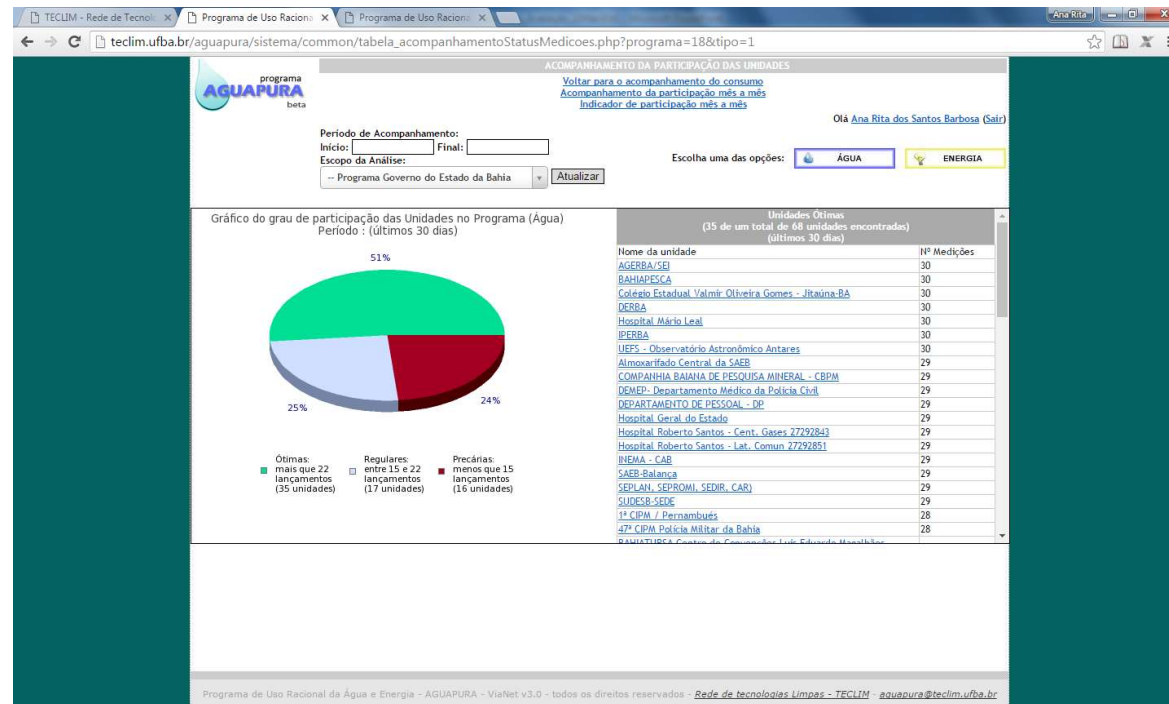 TECLIM - Rede de Tecnolo
Programa de Uso Raciona
Programa de Uso Raciona
Ana Rita
teclim.ufba.br/aguapura/sistema/common/tabela_acompanhamentoStatusMedicoes.php?programa=18&tipo=1
ACOMPANHAMENTO DA PARTICIPAÇÃO DAS UNIDADES
programa
AGUAPURA
beta
Voltar para o acompanhamento do consumo
Acompanhamento da participação mês a mês
Indicador de participação mês a mês
Olá Ana Rita dos Santos Barbosa (Sair)
Período de Acompanhamento:
Início: Final:
Escopo da Análise:
-- Programa Governo do Estado da Bahia Atualizar
Escolha uma das opções: ÁGUA ENERGIA
Gráfico do grau de participação das Unidades no Programa (Água)
Período : (últimos 30 dias)
51%
25%
24%
Ótimas:
mais que 22
lançamentos
(35 unidades)
Regulares:
entre 15 e 22
lançamentos
(17 unidades)
Precárias:
menos que 15
lançamentos
(16 unidades)
Unidades Ótimas
(35 de um total de 68 unidades encontradas)
(últimos 30 dias)
Nome da unidade Nº Medições
AGERBA/SEI 30
BAHIAPESCA 30
Colégio Estadual Valmir Oliveira Gomes - Jitaúna-BA 30
DERBA 30
Hospital Mário Leal 30
IPERBA 30
UEFS - Observatório Astronômico Antares 30
Almoxarifado Central da SAEB 29
COMPANHIA BAIANA DE PESQUISA MINERAL - CBPM 29
DEMEP- Departamento Médico da Polícia Civil 29
DEPARTAMENTO DE PESSOAL - DP 29
Hospital Geral do Estado 29
Hospital Roberto Santos - Cent. Gases 27292843 29
Hospital Roberto Santos - Lat. Comun 27292851 29
INEMA - CAB 29
SAEB-Balança 29
SEPLAN, SEPROMI, SEDIR, CAR) 29
SUDESB-SEDE 29
1ª CIPM / Pernambués 28
47ª CIPM Polícia Militar da Bahia 28
BAHIATURSA Centro de Convenções Luis Eduardo Magalhães
Programa de Uso Racional da Água e Energia - AGUAPURA - ViaNet v3.0 - todos os direitos reservados - Rede de tecnologias Limpas - TECLIM - aguapura@teclim.ufba.br